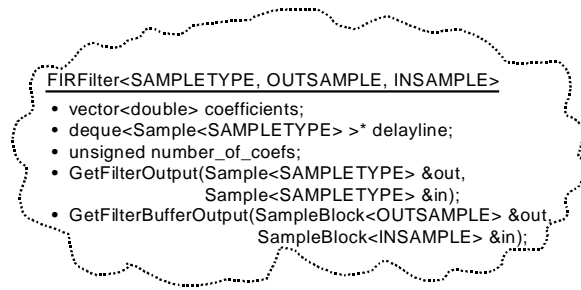 FIRFilter<SAMPLETYPE, OUTSAMPLE, INSAMPLE>
• vector<double> coefficients;
• deque<Sample<SAMPLETYPE> >* delayline;
• unsigned number_of_coefs;
• GetFilterOutput(Sample<SAMPLETYPE> &out,
Sample<SAMPLETYPE> &in);
• GetFilterBufferOutput(SampleBlock<OUTSAMPLE> &out,
SampleBlock<INSAMPLE> &in);